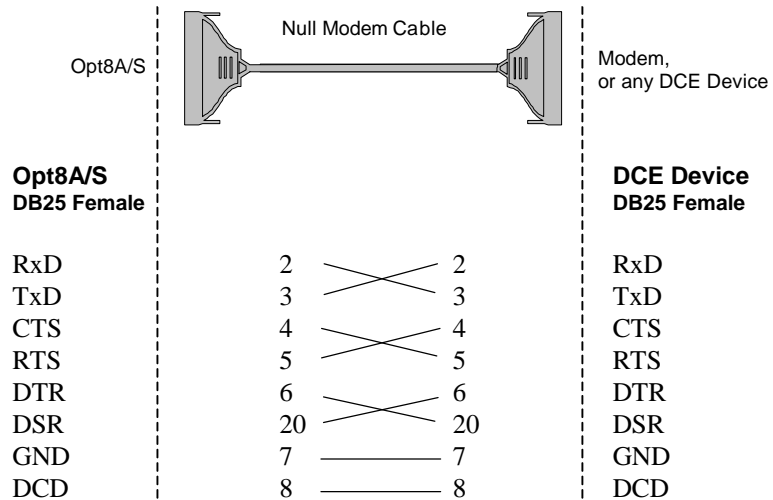 Null Modem Cable
Opt8A/S
Modem,
or any DCE Device
Opt8A/S
DB25 Female
DCE Device
DB25 Female
RxD 2 2 RxD
TxD 3 3 TxD
CTS 4 4 CTS
RTS 5 5 RTS
DTR 6 6 DTR
DSR 20 20 DSR
GND 7 7 GND
DCD 8 8 DCD